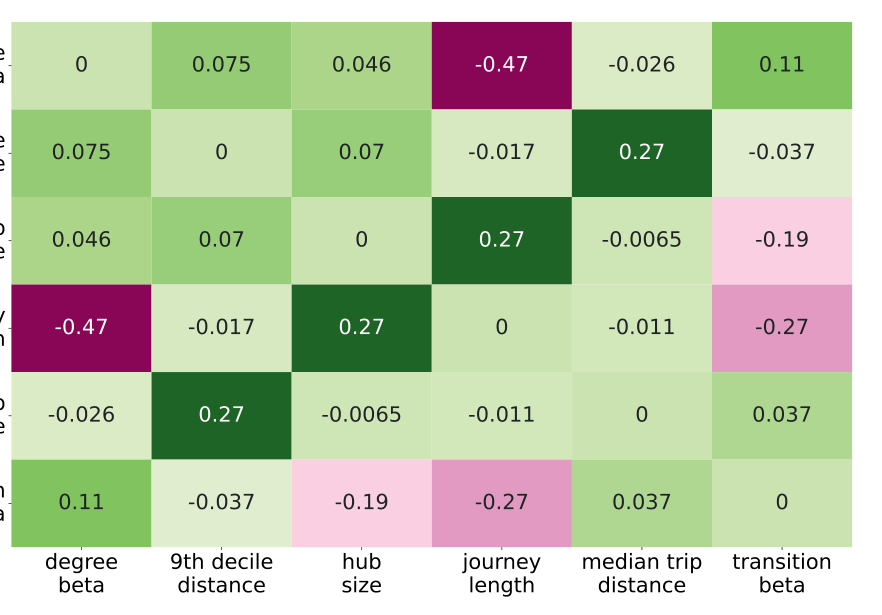 0 0.075 0.046 -0.47 -0.026 0.11
0.075 0 0.07 -0.017 0.27 -0.037
0.046 0.07 0 0.27 -0.0065 -0.19
-0.47 -0.017 0.27 0 -0.011 -0.27
-0.026 0.27 -0.0065 -0.011 0 0.037
0.11 -0.037 -0.19 -0.27 0.037 0
degree 9th decile hub journey median trip transition
beta distance size length distance beta